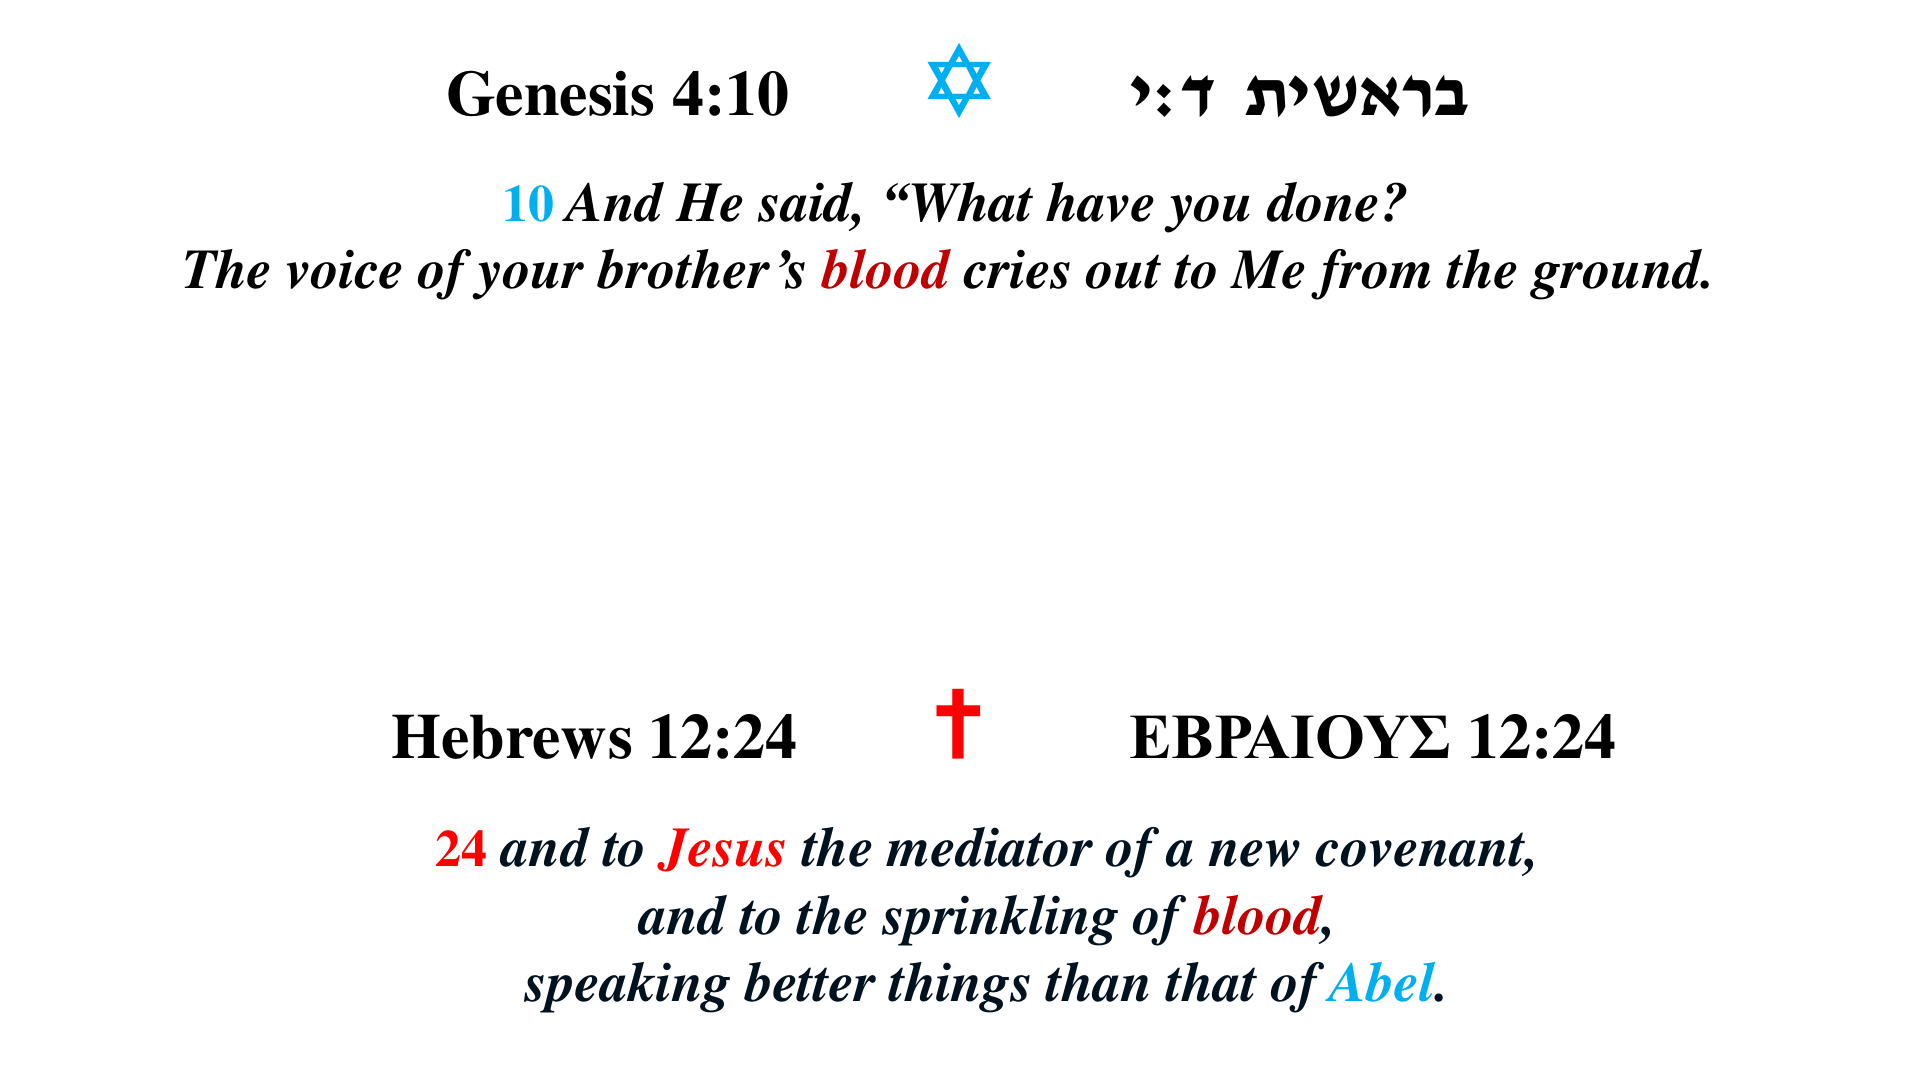 Genesis 4:10 ✡ בראשית ד:י
10 And He said, “What have you done?
The voice of your brother’s blood cries out to Me from the ground.
Hebrews 12:24 ✝ ΕΒΡΑΙΟΥΣ 12:24
24 and to Jesus the mediator of a new covenant,
and to the sprinkling of blood,
speaking better things than that of Abel.